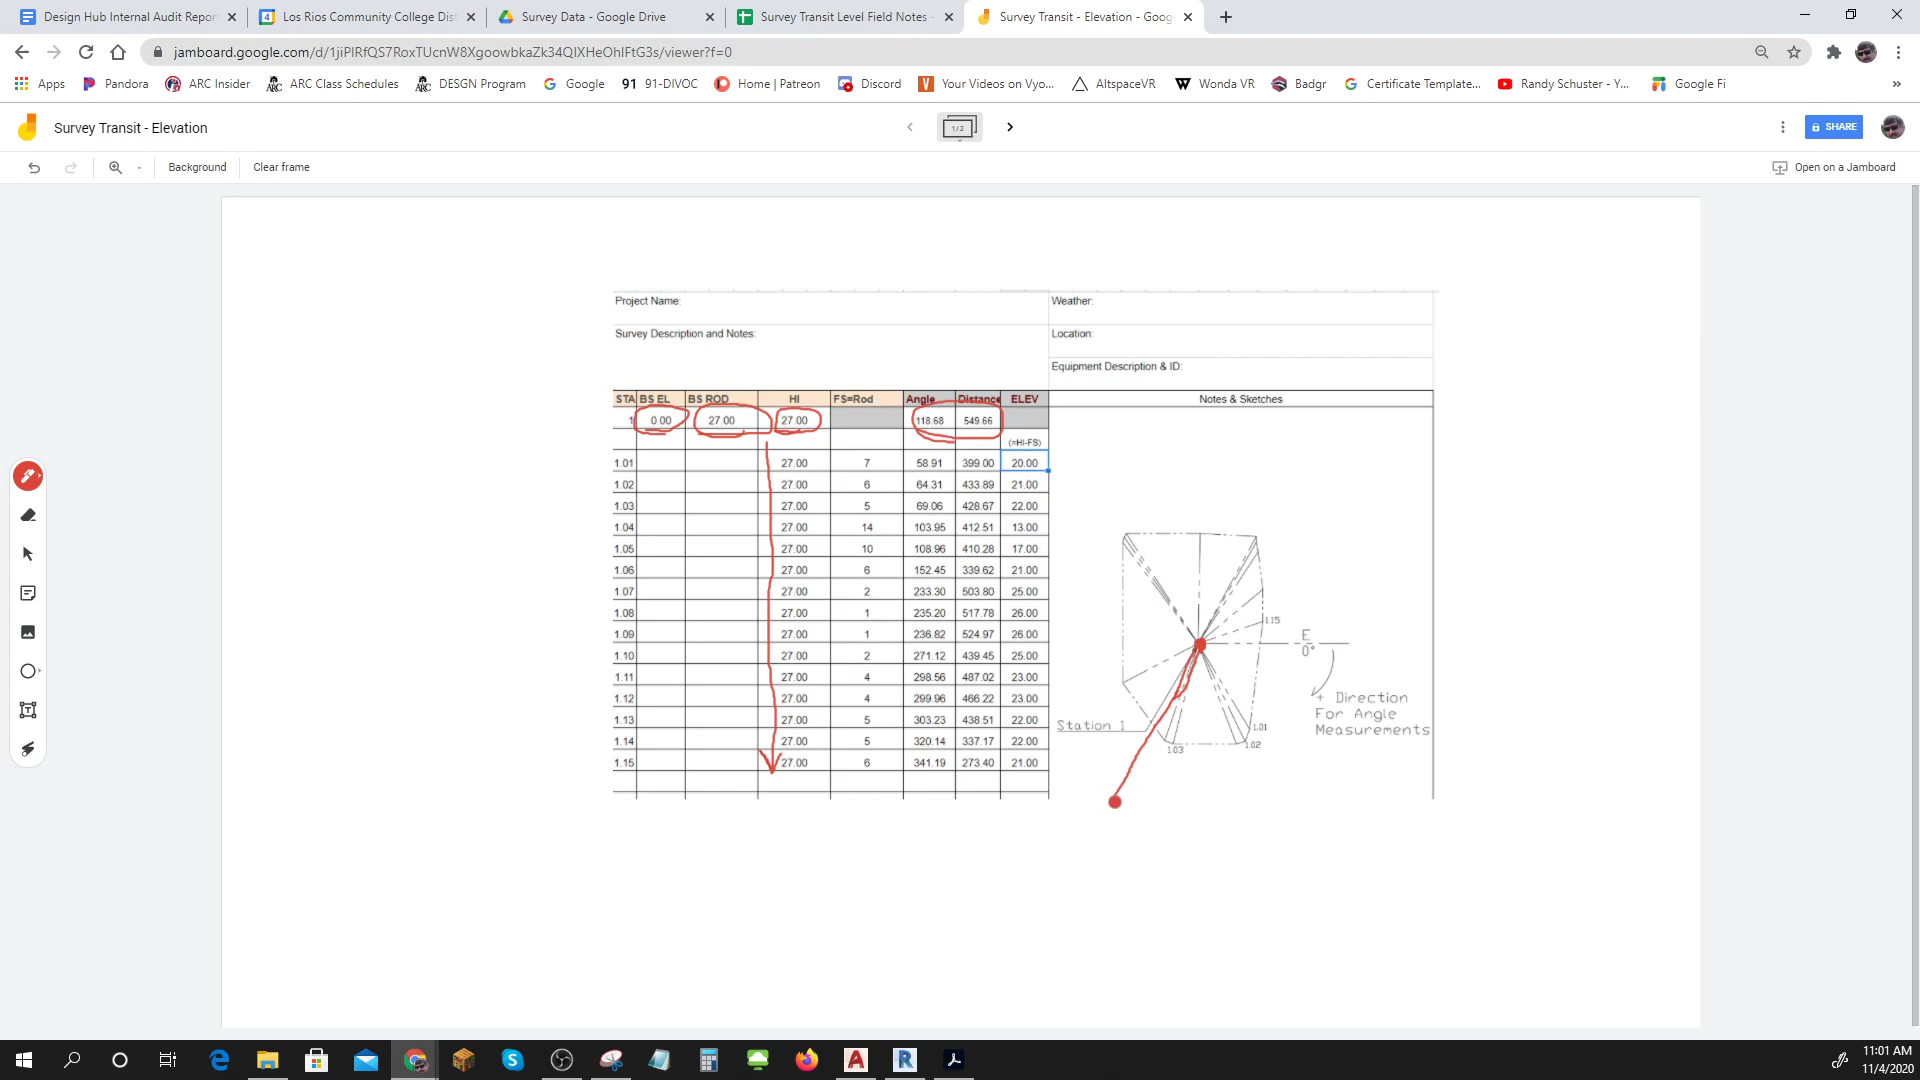 Design Hub Internal Audit Report
Los Rios Community College Dist
Survey Data - Google Drive
Survey Transit Level Field Notes -
Survey Transit - Elevation - Goog
jamboard.google.com/d/1jiPlRfQS7RoxTUcnW8XgoowbkaZk34QIXHeOhIFtG3s/viewer?f=0
Apps
Pandora
ARC Insider
ARC Class Schedules
DESGN Program
Google
91 91-DIVOC
Home | Patreon
Discord
Your Videos on Vyo...
AltspaceVR
Wonda VR
Badgr
Certificate Template...
Randy Schuster - Y...
Google Fi
Survey Transit - Elevation
1/2
SHARE
Background
Clear frame
Open on a Jamboard
Project Name:
Weather:
Survey Description and Notes:
Location:
Equipment Description & ID:
STA BS EL BS ROD HI FS=Rod Angle Distance ELEV Notes & Sketches
1 0.00 27.00 27.00 118.68 549.66
(=HI-FS)
1.01 27.00 7 58.91 399.00 20.00
1.02 27.00 6 64.31 433.89 21.00
1.03 27.00 5 69.06 428.67 22.00
1.04 27.00 14 103.95 412.51 13.00
1.05 27.00 10 108.96 410.28 17.00
1.06 27.00 6 152.45 339.62 21.00
1.07 27.00 2 233.30 503.80 25.00
1.08 27.00 1 235.20 517.78 26.00
1.09 27.00 1 236.82 524.97 26.00
1.10 27.00 2 271.12 439.45 25.00
1.11 27.00 4 298.56 487.02 23.00
1.12 27.00 4 299.96 466.22 23.00
1.13 27.00 5 303.23 438.51 22.00
1.14 27.00 5 320.14 337.17 22.00
1.15 27.00 6 341.19 273.40 21.00
1.15
E
0°
+ Direction
For Angle
Measurements
Station 1
1.01
1.02
1.03
11:01 AM
11/4/2020